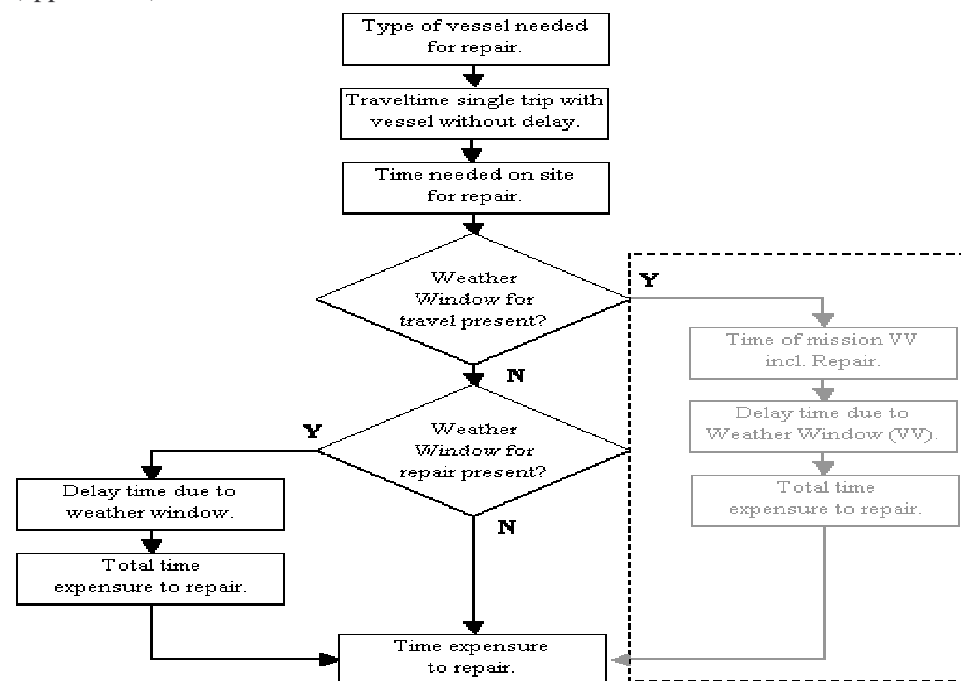 Type of vessel needed
for repair.
Traveltime single trip with
vessel without delay.
Time needed on site
for repair.
Weather
Window for
travel present?
Y
N
Time of mission VV
incl. Repair.
Delay time due to
Weather Window (VV).
Total time
expensure to repair.
Weather
Window for
repair present?
Y
N
Delay time due to
weather window.
Total time
expensure to repair.
Time expensure
to repair.